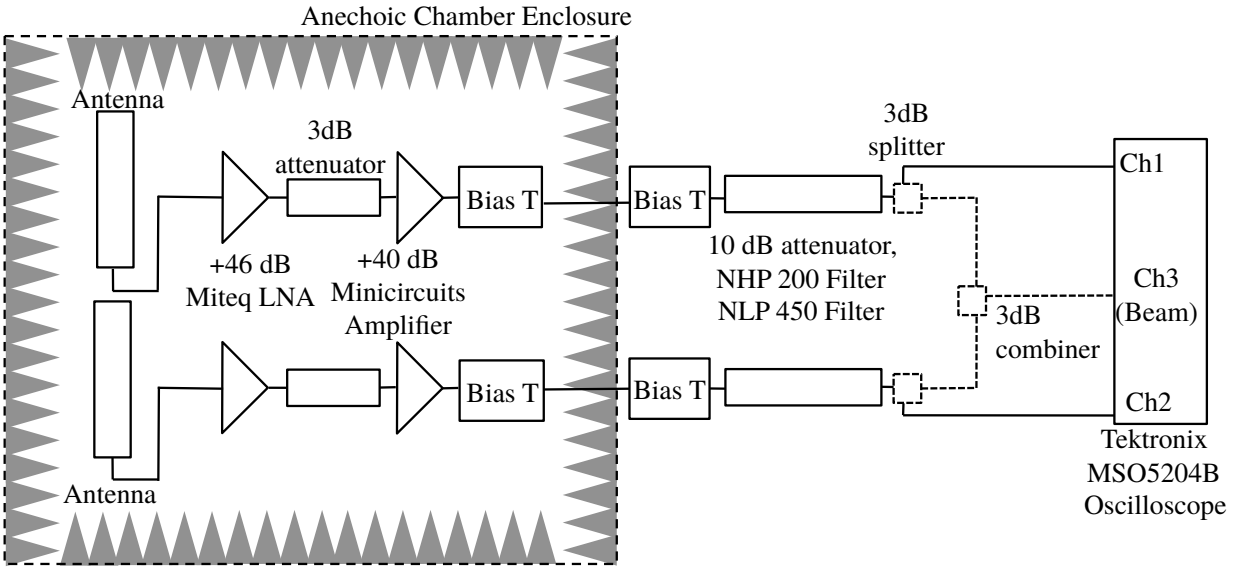 Anechoic Chamber Enclosure
Antenna
3dB
attenuator
3dB
splitter
Ch1
Bias T
Bias T
+46 dB
Miteq LNA
+40 dB
Minicircuits
Amplifier
10 dB attenuator,
NHP 200 Filter
NLP 450 Filter
Ch3
(Beam)
3dB
combiner
Bias T
Bias T
Ch2
Antenna
Tektronix
MSO5204B
Oscilloscope